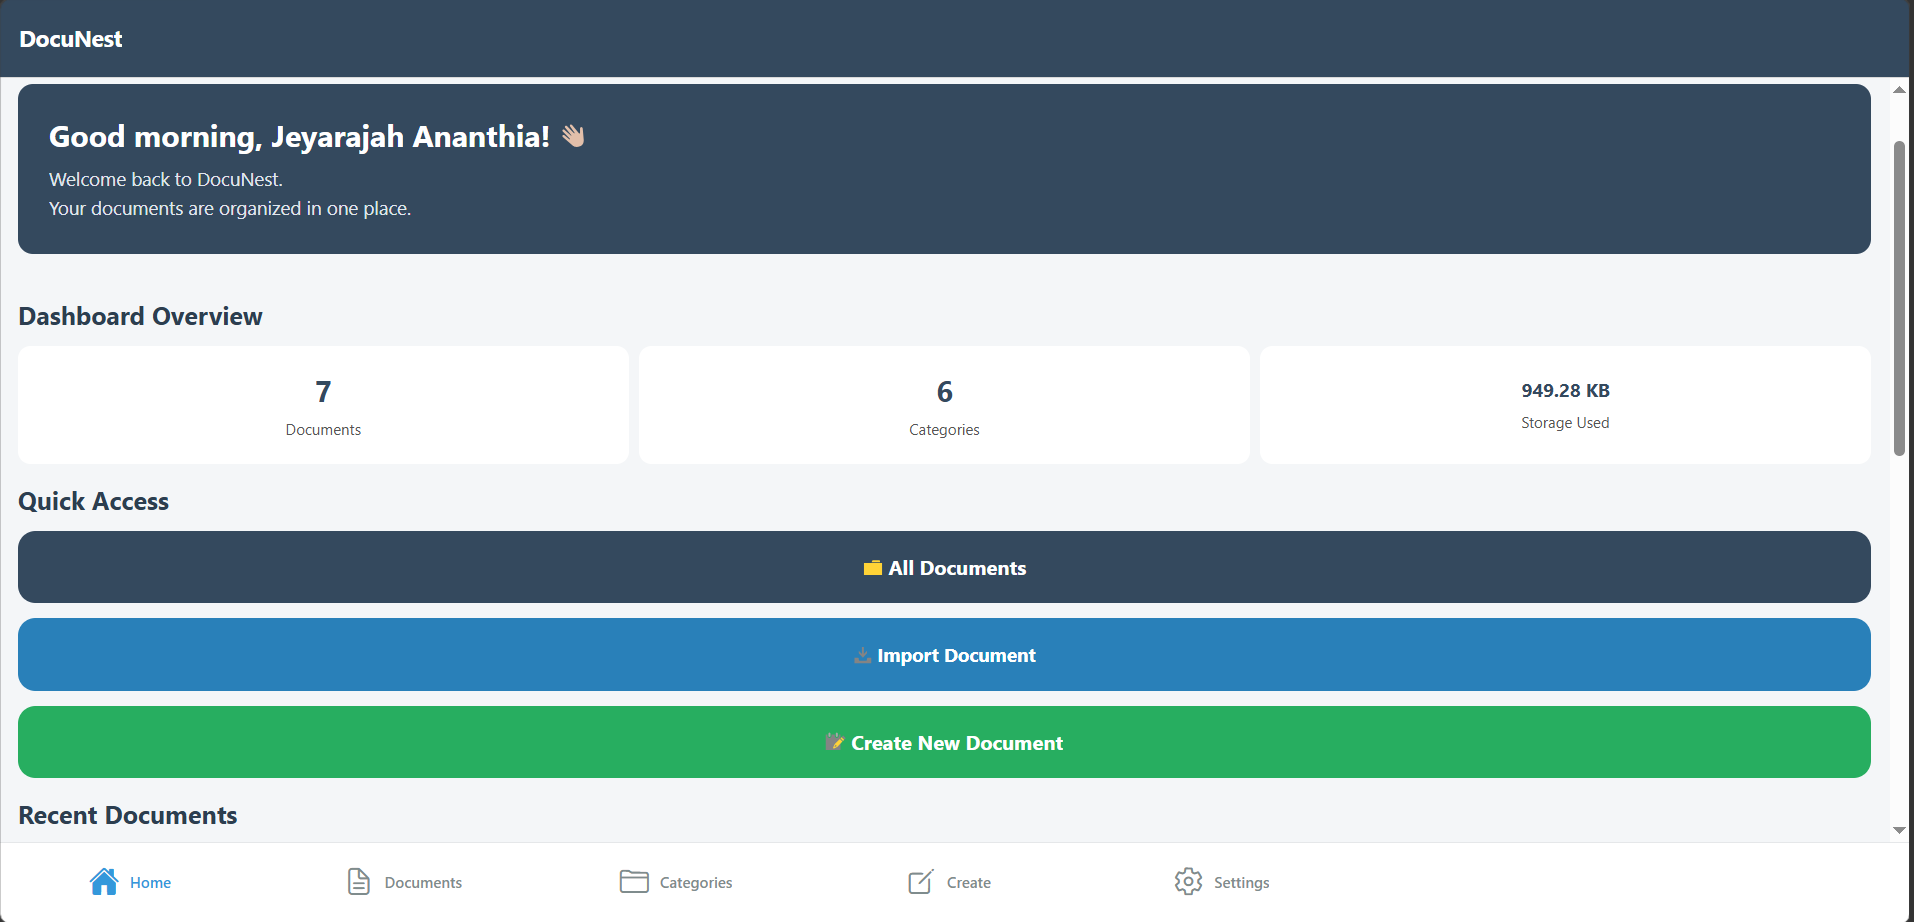 DocuNest
Good morning, Jeyarajah Ananthia! 👋🏼
Welcome back to DocuNest.
Your documents are organized in one place.
Dashboard Overview
7
Documents
6
Categories
949.28 KB
Storage Used
Quick Access
All Documents
Import Document
Create New Document
Recent Documents
Home
Documents
Categories
Create
Settings